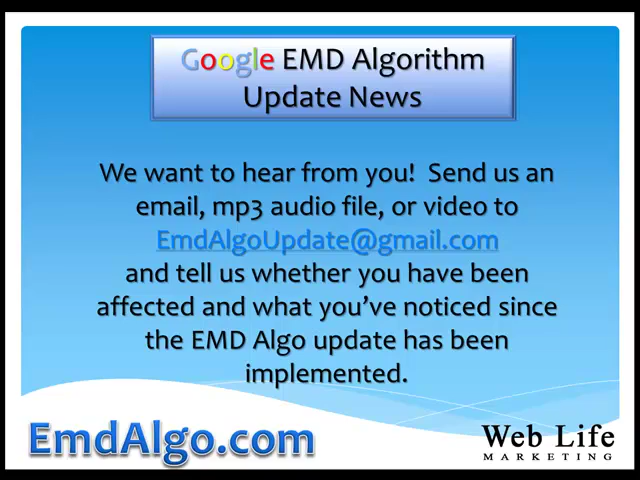 Google EMD Algorithm
Update News
We want to hear from you! Send us an
email, mp3 audio file, or video to
EmdAlgoUpdate@gmail.com
and tell us whether you have been
affected and what you've noticed since
the EMD Algo update has been
implemented.
EmdAlgo.com
Web Life
MARKETING